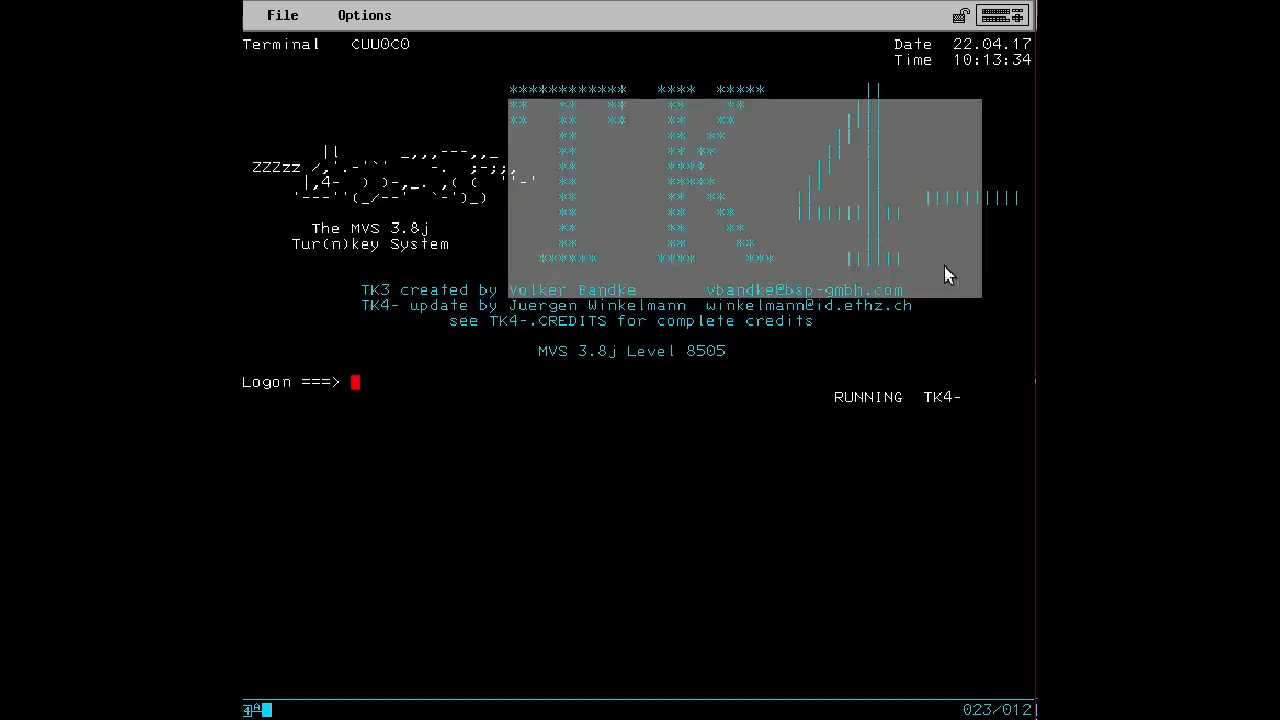 File Options
Terminal CUU0C0
Date 22.04.17
Time 10:13:34
TK4-
ZZZzz
The MVS 3.8j
Tur(n)key System
TK3 created by Volker Bandke vbandke@bsp-gmbh.com
TK4- update by Juergen Winkelmann winkelmann@id.ethz.ch
see TK4-.CREDITS for complete credits
MVS 3.8j Level 8505
Logon ===>
RUNNING TK4-
4A
023/012